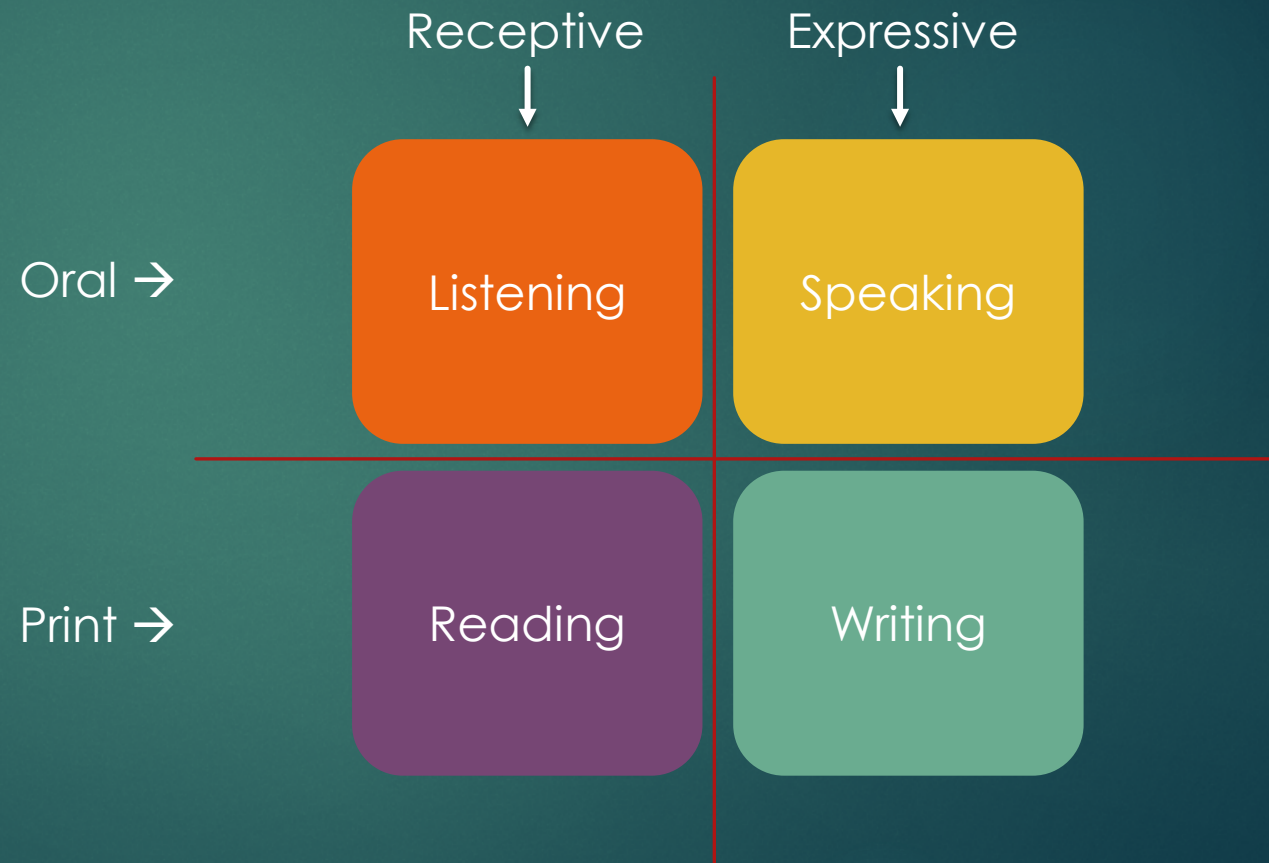 Receptive Expressive
Oral →
Listening Speaking
Print →
Reading Writing